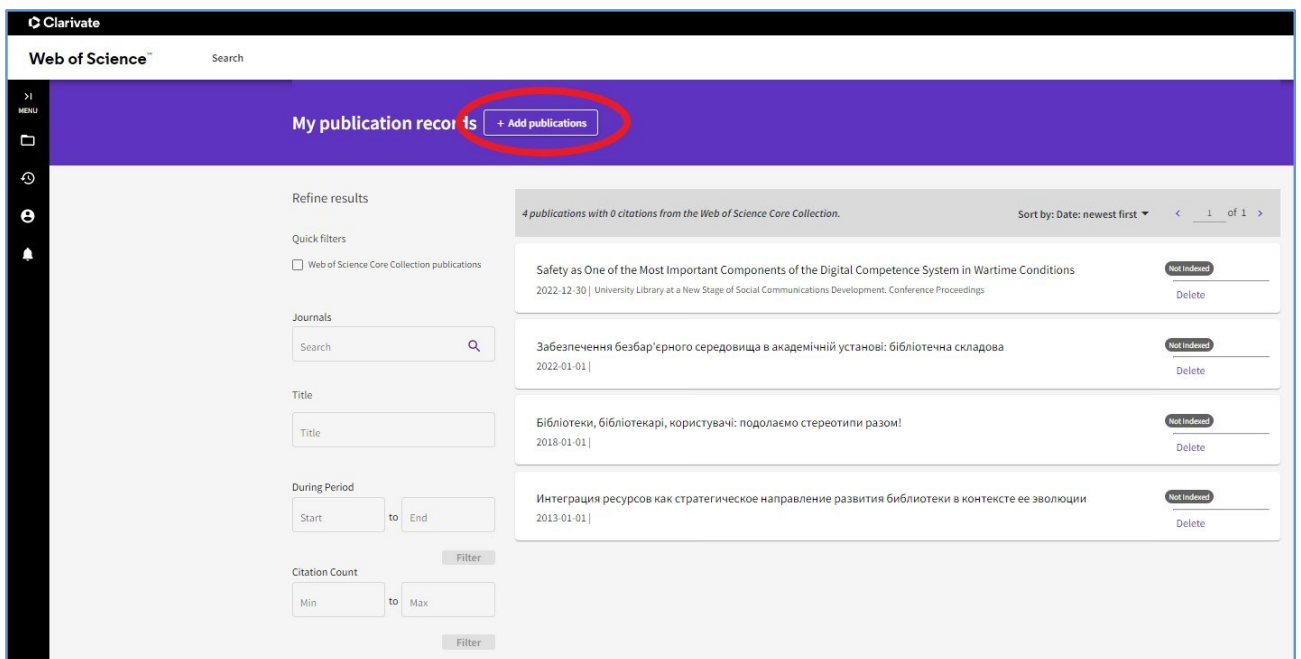 Clarivate
Web of Science™ Search
MENU
My publication records + Add publications
Refine results
Quick filters
Web of Science Core Collection publications
Journals
Search
Title
Title
During Period
Start to End
Filter
Citation Count
Min to Max
Filter
4 publications with 0 citations from the Web of Science Core Collection. Sort by: Date: newest first < 1 of 1 >
Safety as One of the Most Important Components of the Digital Competence System in Wartime Conditions Not Indexed
2022-12-30 | University Library at a New Stage of Social Communications Development. Conference Proceedings Delete
Забезпечення безбар'єрного середовища в академічній установі: бібліотечна складова Not Indexed
2022-01-01 | Delete
Бібліотеки, бібліотекарі, користувачі: подолаємо стереотипи разом! Not Indexed
2018-01-01 | Delete
Интеграция ресурсов как стратегическое направление развития библиотеки в контексте ее эволюции Not Indexed
2013-01-01 | Delete